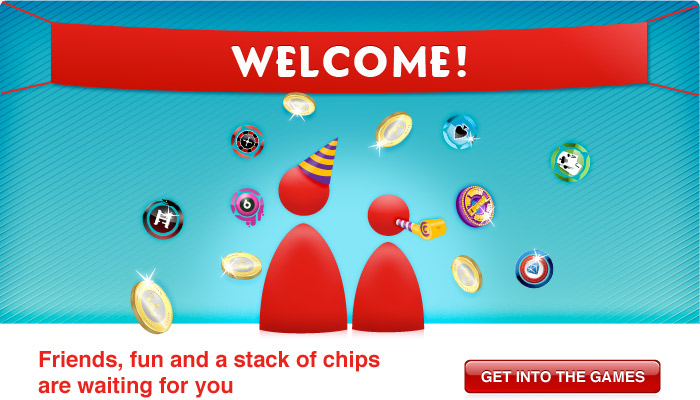 WELCOME!
Friends, fun and a stack of chips
are waiting for you
GET INTO THE GAMES